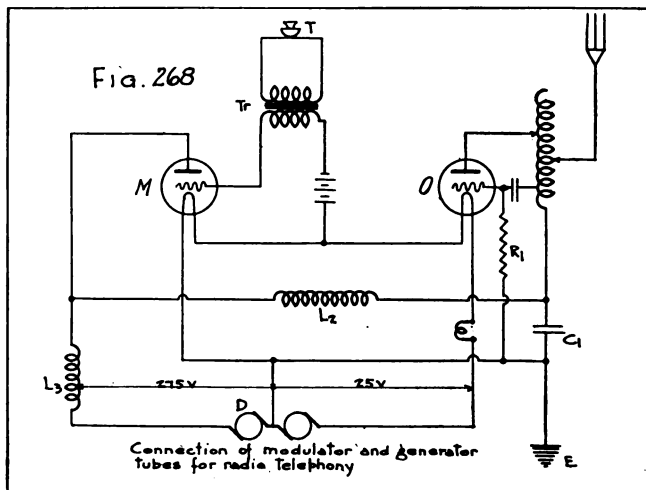 Fig. 268
T
Tr
M
O
R1
L2
C1
L3
275V
25V
D
E
Connection of modulator and generator
tubes for radio Telephony